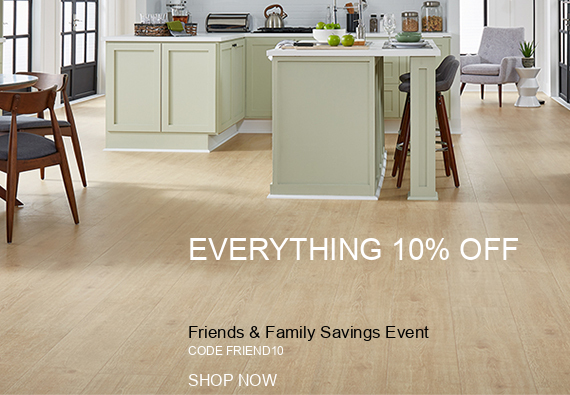 EVERYTHING 10% OFF
Friends & Family Savings Event
CODE FRIEND10
SHOP NOW